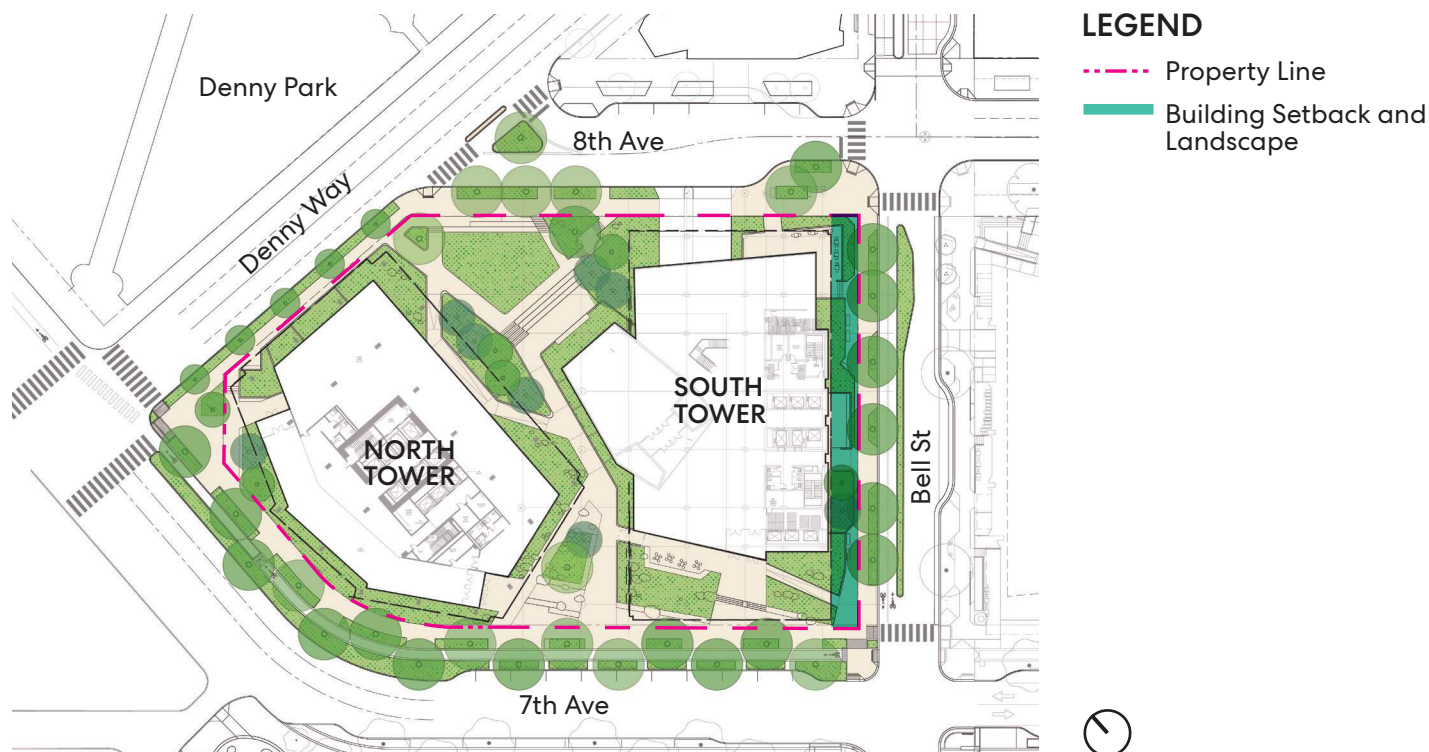 Denny Park
8th Ave
Denny Way
NORTH
TOWER
SOUTH
TOWER
Bell St
7th Ave
LEGEND
Property Line
Building Setback and
Landscape